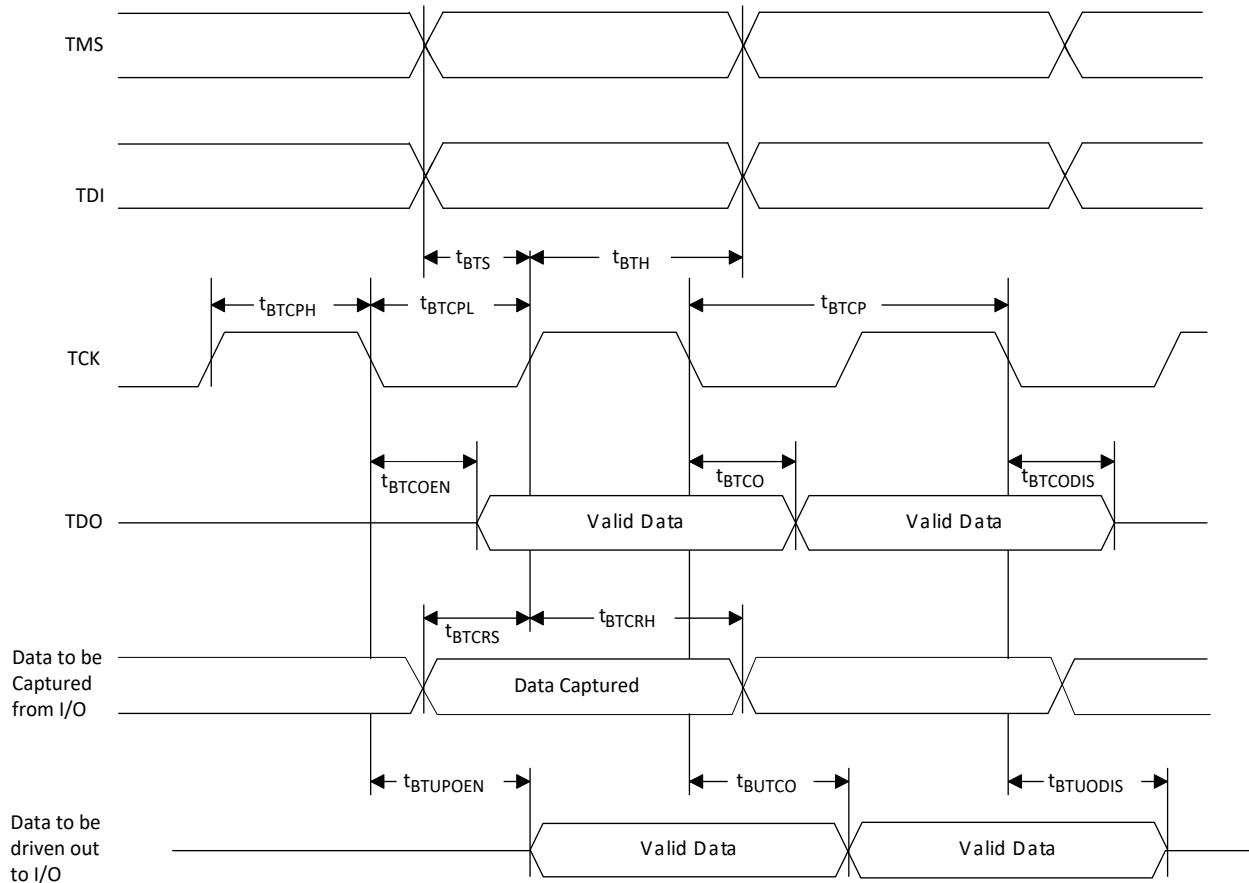 TMS
TDI
tBTS
tBTH
tBTCPH
tBTCPL
tBTCP
TCK
tBTCOEN
tBTCO
tBTCODIS
TDO
Valid Data
Valid Data
tBTCRS
tBTCRH
Data to be
Captured
from I/O
Data Captured
tBTUPOEN
tBUTCO
tBTUODIS
Data to be
driven out
to I/O
Valid Data
Valid Data